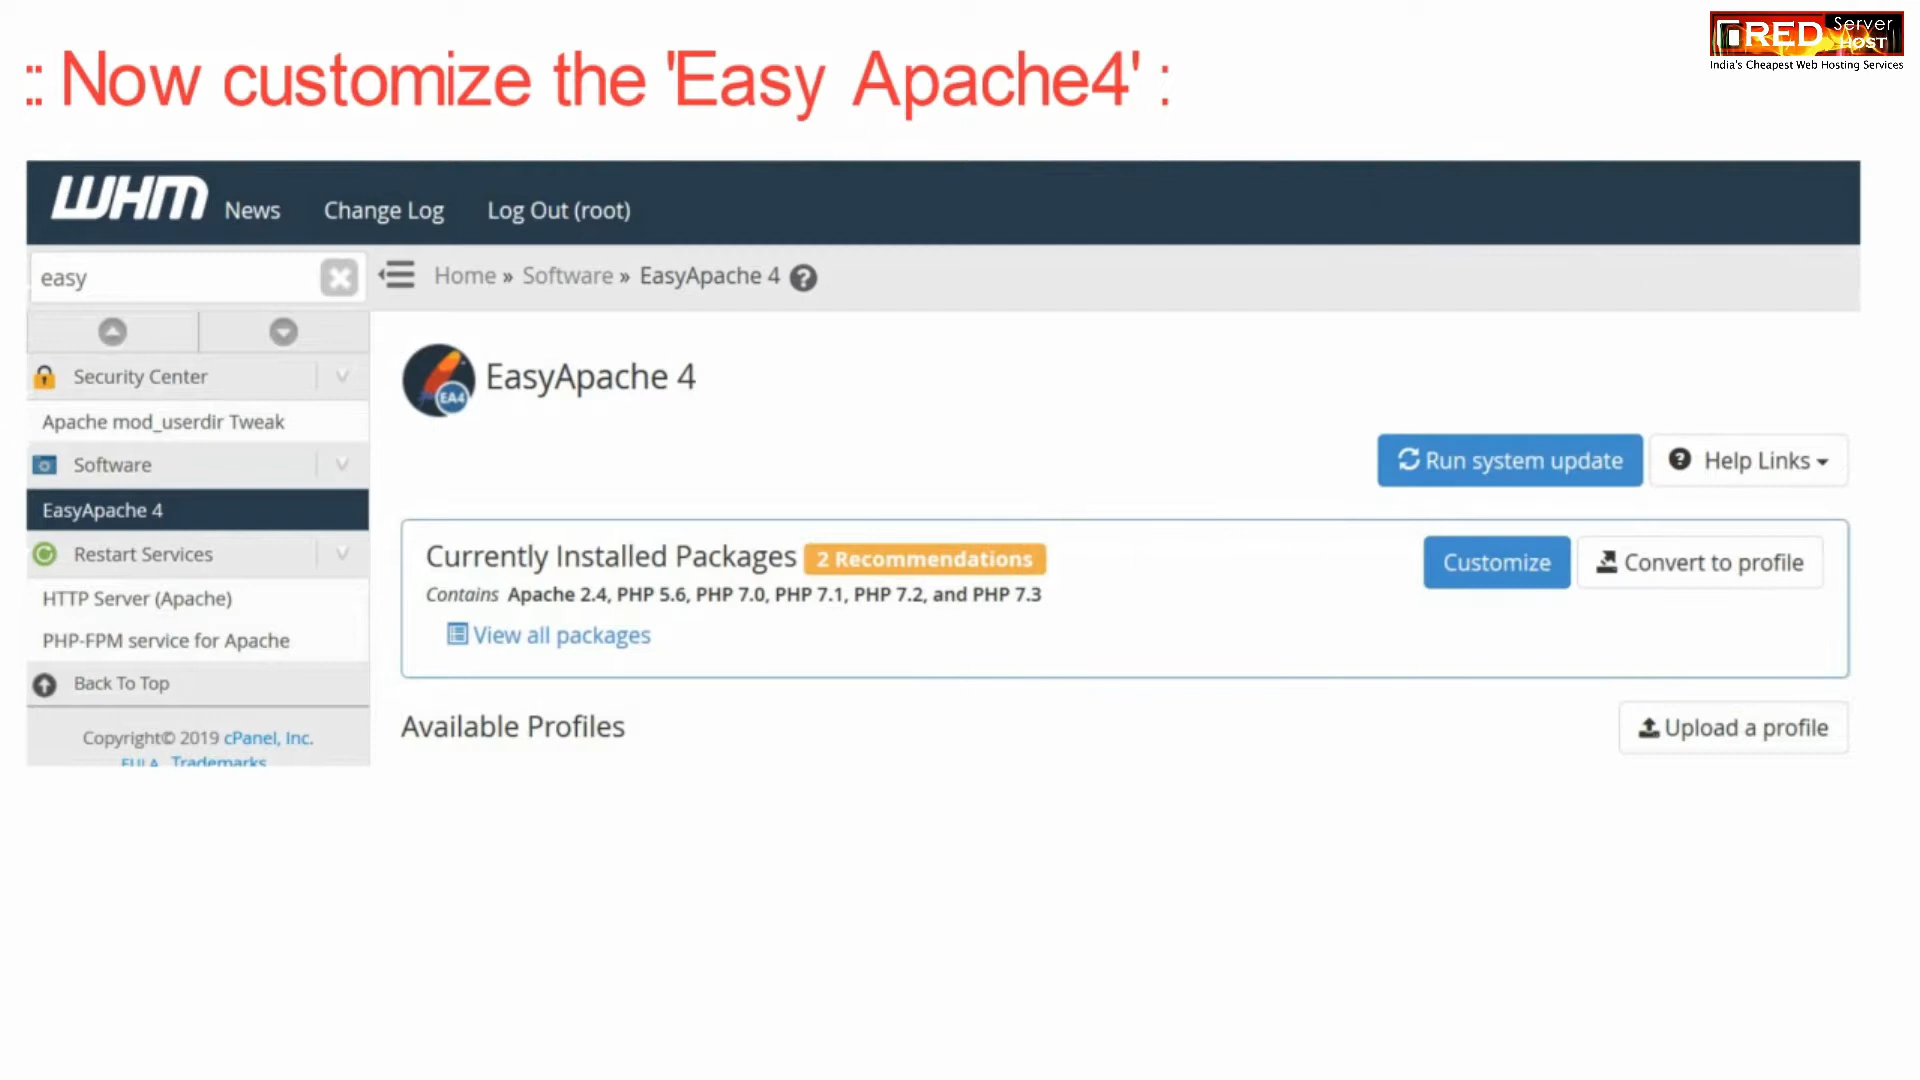 :: Now customize the 'Easy Apache4' :
RED Server
HOST
India's Cheapest Web Hosting Services
WHM News Change Log Log Out (root)
easy
Home » Software » EasyApache 4
Security Center
Apache mod_userdir Tweak
Software
EasyApache 4
Restart Services
HTTP Server (Apache)
PHP-FPM service for Apache
Back To Top
Copyright© 2019 cPanel, Inc.
EULA Trademarks
EA4
EasyApache 4
Run system update
Help Links
Currently Installed Packages 2 Recommendations
Customize
Convert to profile
Contains Apache 2.4, PHP 5.6, PHP 7.0, PHP 7.1, PHP 7.2, and PHP 7.3
View all packages
Available Profiles
Upload a profile